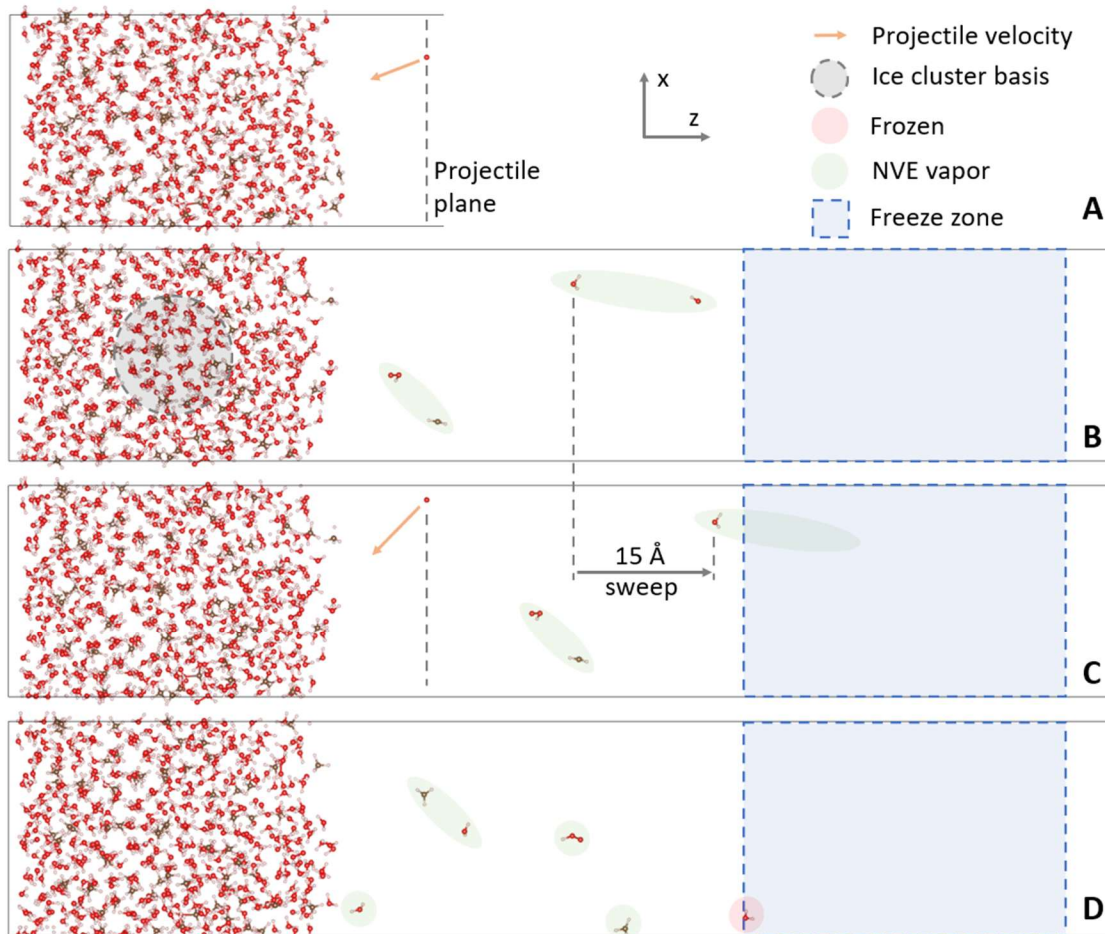 Projectile velocity
Ice cluster basis
Frozen
NVE vapor
Freeze zone
x
z
Projectile
plane
A
B
15 Å
sweep
C
D